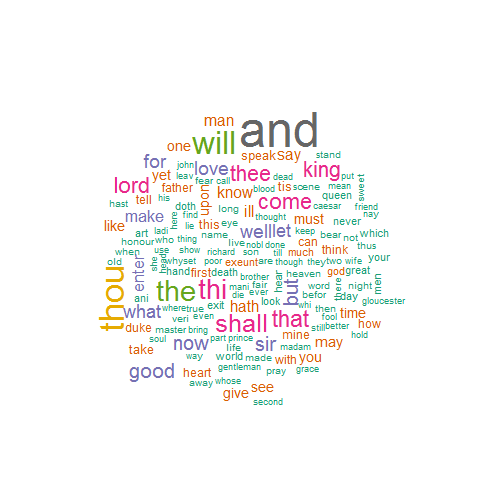 man and
one will
for speak say stand
john love thee king put
yet leav fear call dead mean sweet
lord father know tis scene queen
tell his upon blood caesar friend
hast doth long ill thought must never nay
make find
like art ladi here lie this eye welllet keep bear not which
honour who thing name live nobl done can thus
when use show richard son till much think your
old she head whyset poor exeunt are though they two wife
enter hand first death brother heaven god great there men
thou ani the thi mani fair hear but word night
die ever look befor day gloucester
what where true exit hath shall that whi then time
veri even fool how
duke master bring now part prince sir mine still better hold
soul life madam may
take way world made with you
good gentleman grace
heart pray
away whose give see
second